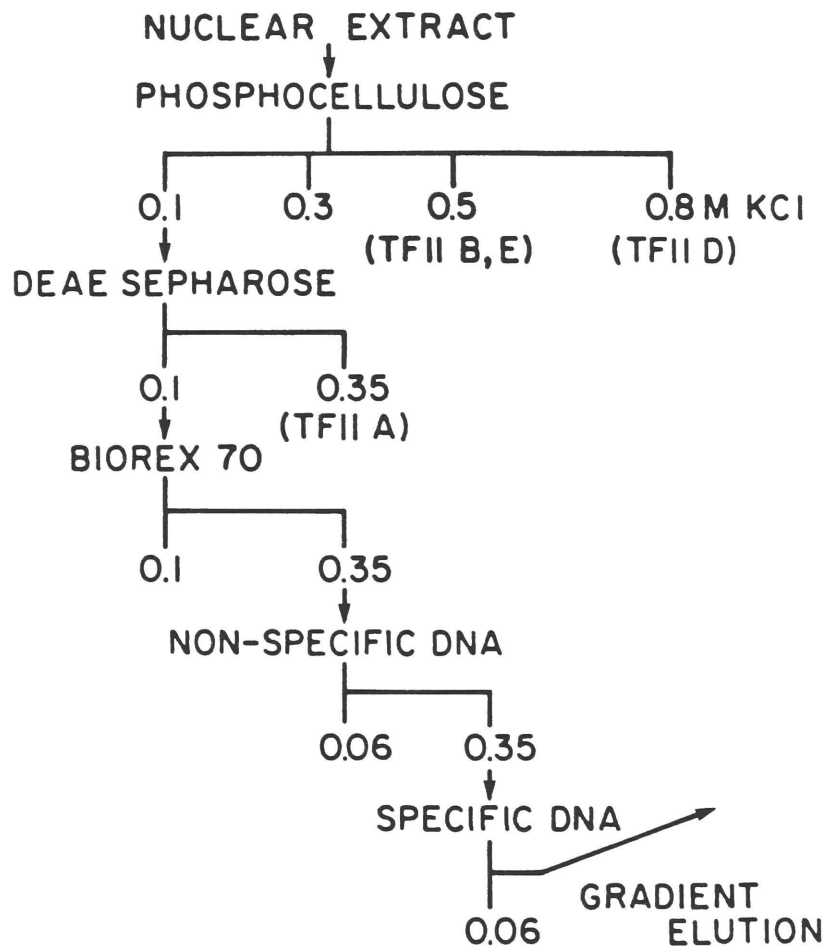 NUCLEAR EXTRACT
PHOSPHOCELLULOSE
0.1 0.3 0.5 0.8 M KCl
(TFII B, E) (TFII D)
DEAE SEPHAROSE
0.1 0.35
(TFII A)
BIOREX 70
0.1 0.35
NON-SPECIFIC DNA
0.06 0.35
SPECIFIC DNA
GRADIENT
ELUTION
0.06